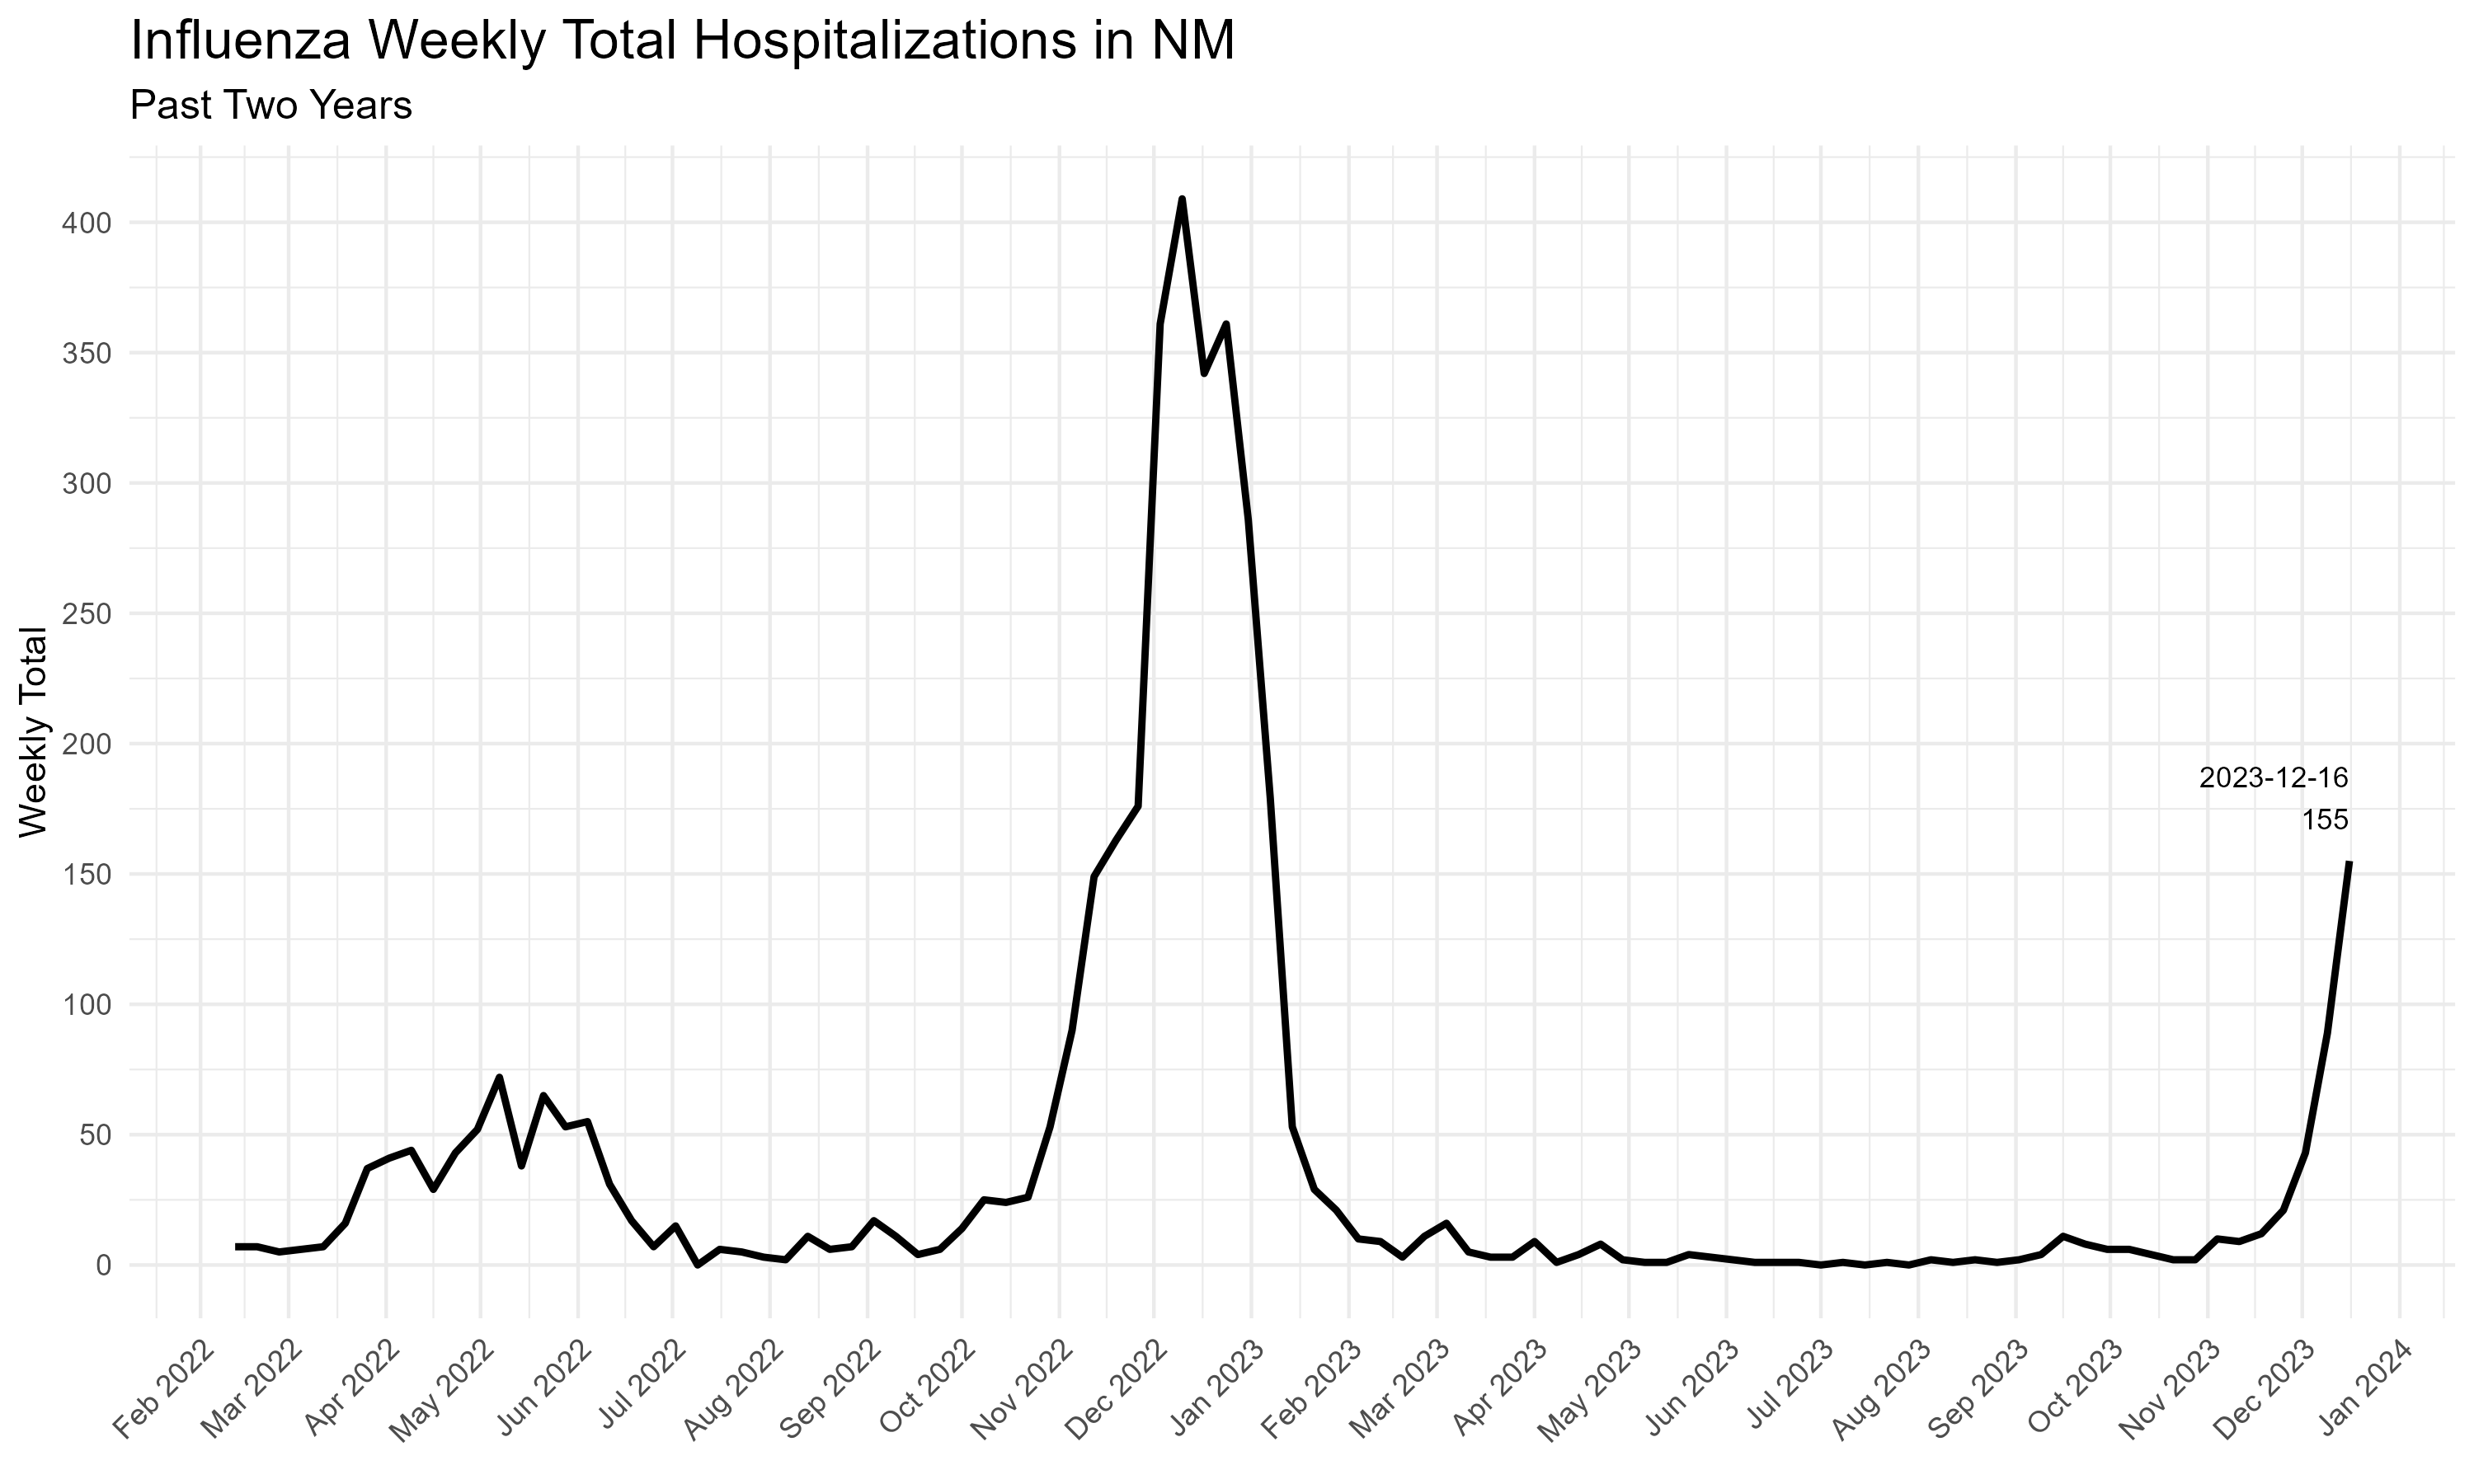 Influenza Weekly Total Hospitalizations in NM
Past Two Years
Weekly Total
400
350
300
250
200
150
100
50
0
2023-12-16
155
Feb 2022
Mar 2022
Apr 2022
May 2022
Jun 2022
Jul 2022
Aug 2022
Sep 2022
Oct 2022
Nov 2022
Dec 2022
Jan 2023
Feb 2023
Mar 2023
Apr 2023
May 2023
Jun 2023
Jul 2023
Aug 2023
Sep 2023
Oct 2023
Nov 2023
Dec 2023
Jan 2024